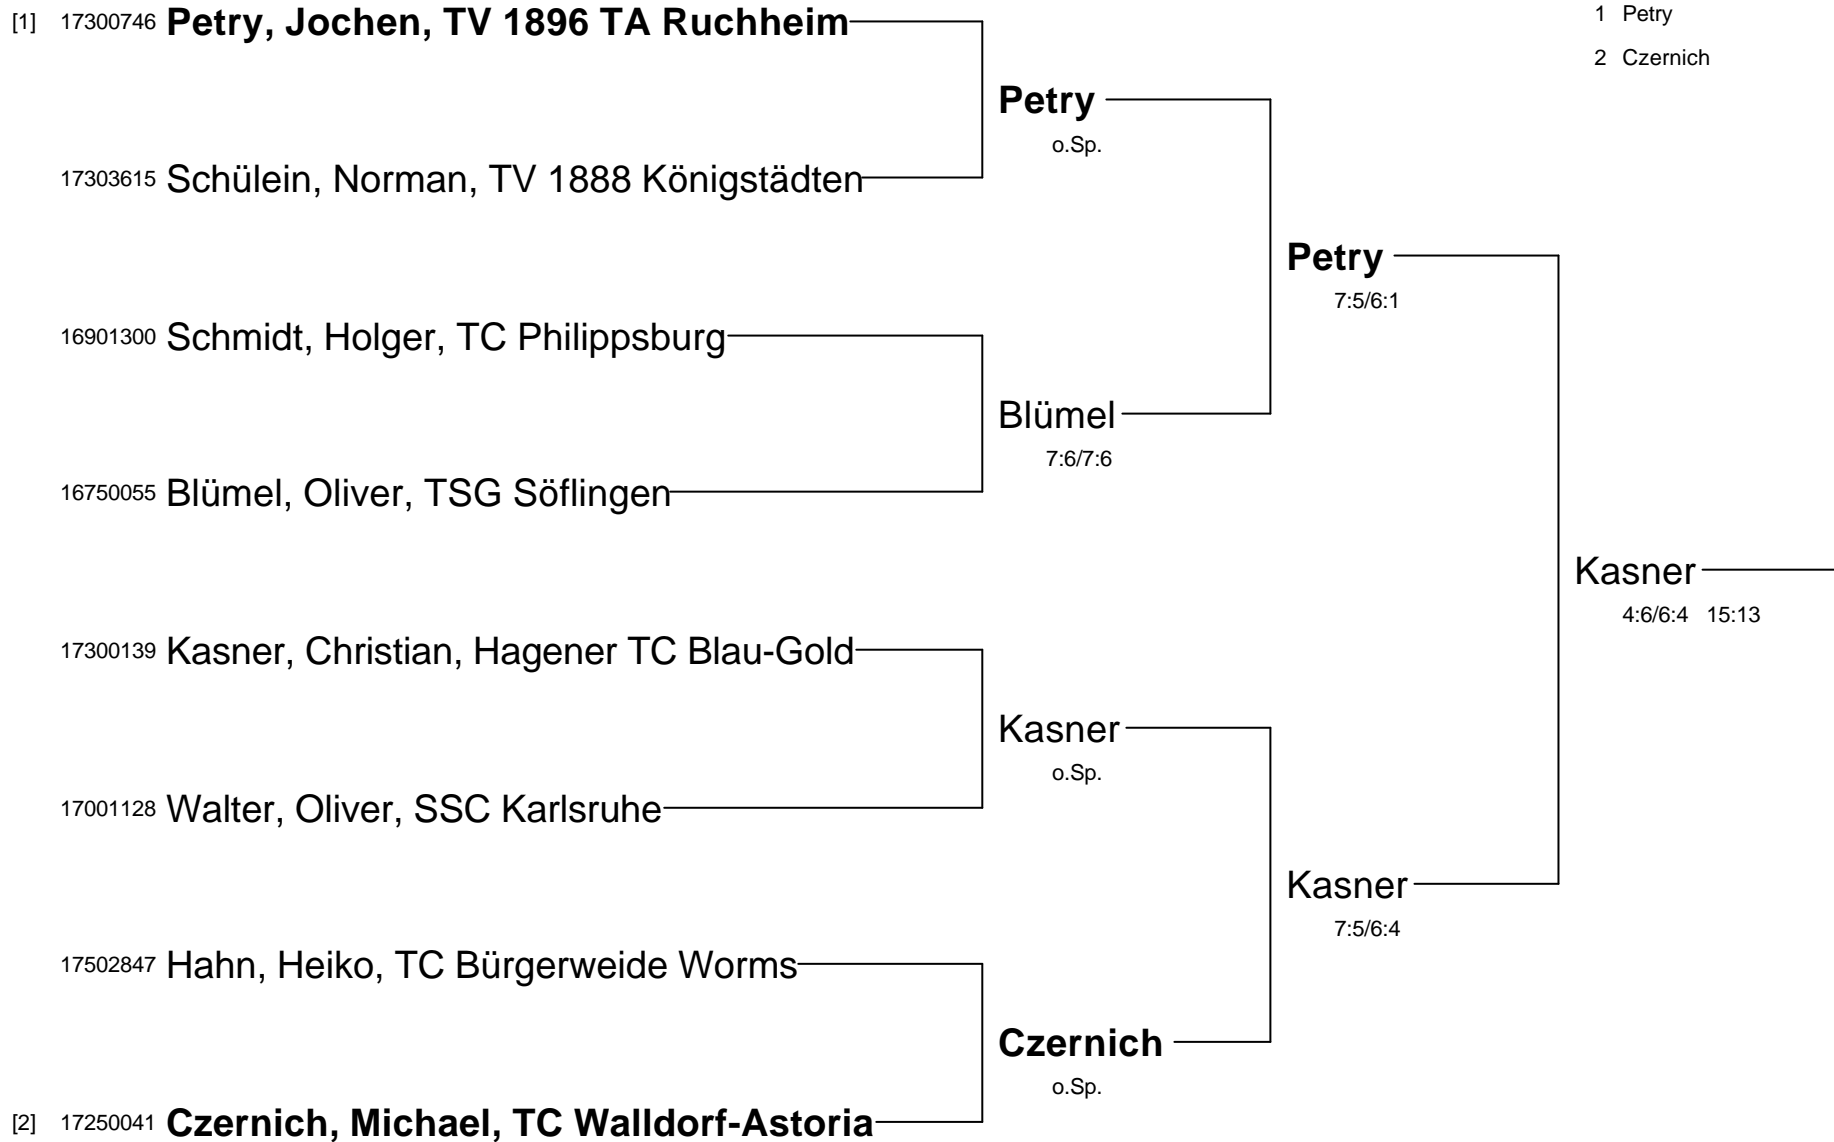 [1] 17300746 Petry, Jochen, TV 1896 TA Ruchheim
1 Petry
2 Czernich
Petry
o.Sp.
17303615 Schülein, Norman, TV 1888 Königstädten
Petry
7:5/6:1
16901300 Schmidt, Holger, TC Philippsburg
Blümel
7:6/7:6
16750055 Blümel, Oliver, TSG Söflingen
Kasner
4:6/6:4 15:13
17300139 Kasner, Christian, Hagener TC Blau-Gold
Kasner
o.Sp.
17001128 Walter, Oliver, SSC Karlsruhe
Kasner
7:5/6:4
17502847 Hahn, Heiko, TC Bürgerweide Worms
Czernich
o.Sp.
[2] 17250041 Czernich, Michael, TC Walldorf-Astoria